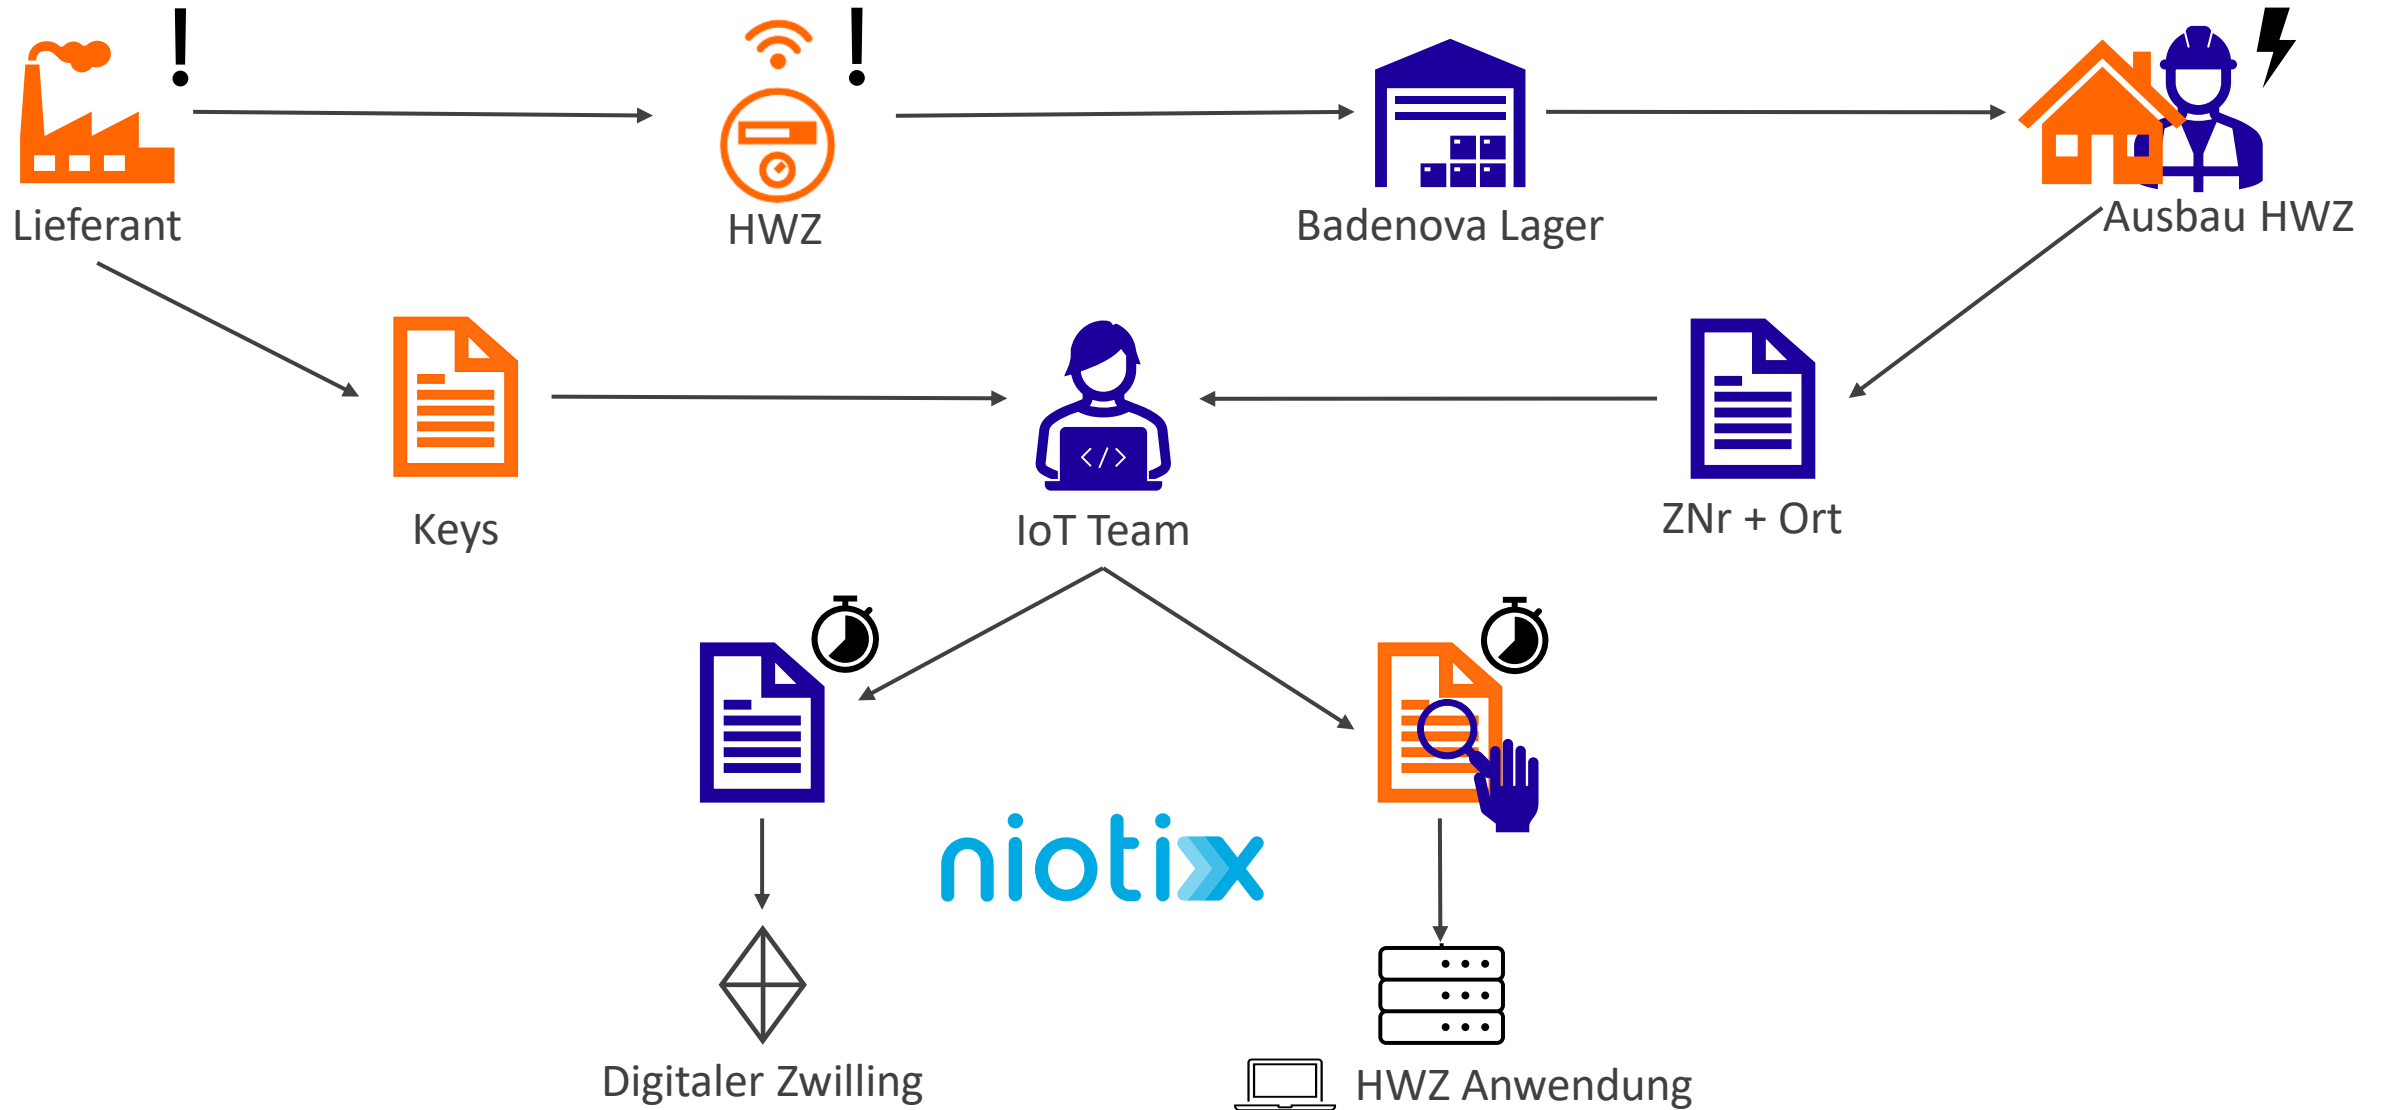 !
!
Lieferant
HWZ
Badenova Lager
Ausbau HWZ
</>
Keys
IoT Team
ZNr + Ort
niotix
Digitaler Zwilling
HWZ Anwendung